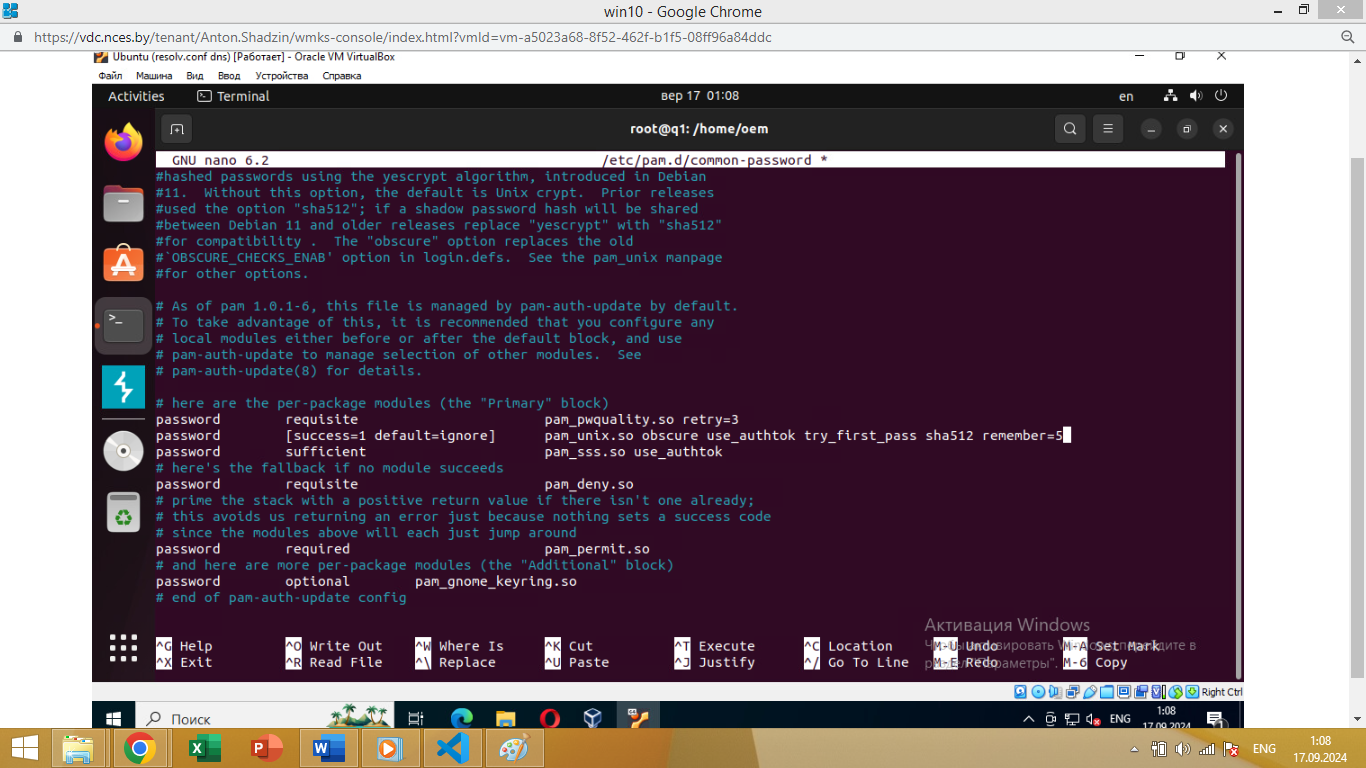 win10 - Google Chrome
https://vdc.nces.by/tenant/Anton.Shadzin/wmks-console/index.html?vmId=vm-a5023a68-8f52-462f-b1f5-08ff96a84ddc
Ubuntu (resolv.conf dns) [Работает] - Oracle VM VirtualBox
Файл Машина Вид Ввод Устройства Справка
Activities Terminal вер 17 01:08 en
root@q1: /home/oem
GNU nano 6.2 /etc/pam.d/common-password *
#hashed passwords using the yescrypt algorithm, introduced in Debian
#11.  Without this option, the default is Unix crypt.  Prior releases
#used the option "sha512"; if a shadow password hash will be shared
#between Debian 11 and older releases replace "yescrypt" with "sha512"
#for compatibility .  The "obscure" option replaces the old
#`OBSCURE_CHECKS_ENAB' option in login.defs.  See the pam_unix manpage
#for other options.
# As of pam 1.0.1-6, this file is managed by pam-auth-update by default.
# To take advantage of this, it is recommended that you configure any
# local modules either before or after the default block, and use
# pam-auth-update to manage selection of other modules.  See
# pam-auth-update(8) for details.
# here are the per-package modules (the "Primary" block)
password requisite pam_pwquality.so retry=3
password [success=1 default=ignore] pam_unix.so obscure use_authtok try_first_pass sha512 remember=5
password sufficient pam_sss.so use_authtok
# here's the fallback if no module succeeds
password requisite pam_deny.so
# prime the stack with a positive return value if there isn't one already;
# this avoids us returning an error just because nothing sets a success code
# since the modules above will each just jump around
password required pam_permit.so
# and here are more per-package modules (the "Additional" block)
password optional pam_gnome_keyring.so
# end of pam-auth-update config
Активация Windows
^G Help ^O Write Out ^W Where Is ^K Cut ^T Execute ^C Location M-U Undo M-A Set Mark
^X Exit ^R Read File ^\ Replace ^U Paste ^J Justify ^/ Go To Line M-E Redo M-6 Copy
Right Ctrl
Поиск ENG 1:08
17.09.2024
ENG 1:08
17.09.2024